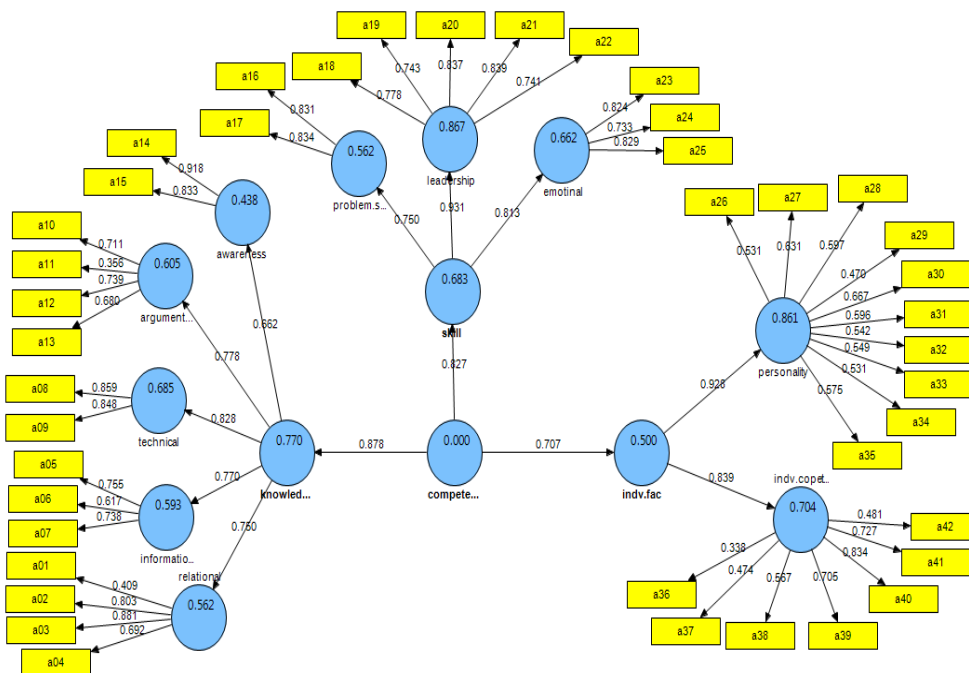 a19
a20
a21
a22
a18
a16
a17
a23
a24
a25
a14
a15
0.743
0.837
0.839
0.741
0.778
0.831
0.834
0.824
0.733
0.829
0.918
0.833
0.867
leadership
0.562
problem.s...
0.662
emotinal
0.438
awareness
a10
a11
a12
a13
0.711
0.356
0.739
0.680
0.605
argument...
0.750
0.931
0.813
0.683
skill
a26
a27
a28
a29
a30
a31
a32
a33
a34
a35
0.531
0.631
0.597
0.470
0.667
0.596
0.542
0.549
0.531
0.575
0.861
personality
0.662
0.778
0.827
0.928
a08
a09
0.859
0.848
0.685
technical
0.828
0.770
knowled...
0.878
0.000
compete...
0.707
0.500
indv.fac
0.839
a05
a06
a07
0.755
0.617
0.738
0.593
informatio...
0.770
0.750
relational
a01
a02
a03
a04
0.409
0.803
0.881
0.692
0.562
indv.copet...
0.704
0.481
0.727
0.834
0.705
0.567
0.474
0.338
a42
a41
a40
a39
a38
a37
a36